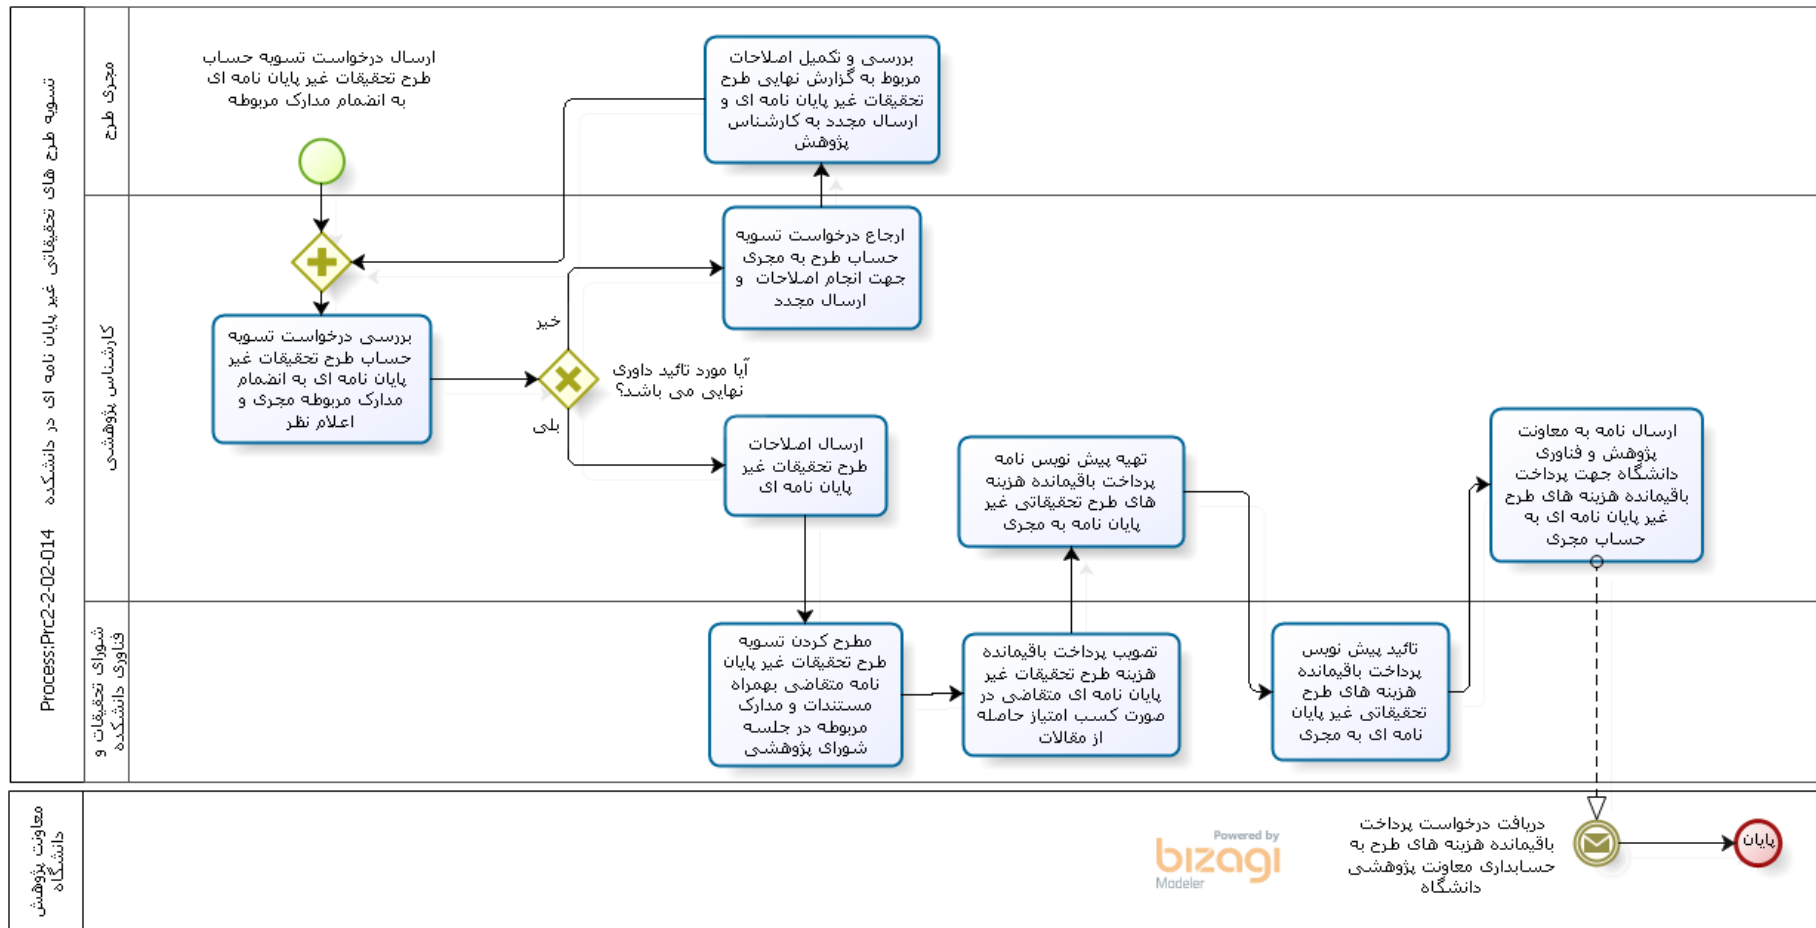 تسویه طرح های تحقیقاتی غیر پایان نامه ای در دانشکده
Process:Prc2-2-02-014
مجری طرح
ارسال درخواست تسویه حساب
طرح تحقیقات غیر پایان نامه ای
به انضمام مدارک مربوطه
بررسی و تکمیل اصلاحات
مربوط به گزارش نهایی طرح
تحقیقات غیر پایان نامه ای و
ارسال مجدد به کارشناس
پژوهش
کارشناس پژوهشی
بررسی درخواست تسویه
حساب طرح تحقیقات غیر
پایان نامه ای به انضمام
مدارک مربوطه مجری و
اعلام نظر
خیر
بلی
آیا مورد تائید داوری
نهایی می باشد؟
ارجاع درخواست تسویه
حساب طرح به مجری
جهت انجام اصلاحات و
ارسال مجدد
ارسال اصلاحات
طرح تحقیقات غیر
پایان نامه ای
تهیه پیش نویس نامه
پرداخت باقیمانده هزینه
های طرح تحقیقاتی غیر
پایان نامه به مجری
ارسال نامه به معاونت
پژوهش و فناوری
دانشگاه جهت پرداخت
باقیمانده هزینه های طرح
غیر پایان نامه ای به
حساب مجری
شورای تحقیقات و
فناوری دانشکده
مطرح کردن تسویه
طرح تحقیقات غیر پایان
نامه متقاضی بهمراه
مستندات و مدارک
مربوطه در جلسه
شورای پژوهشی
تصویب پرداخت باقیمانده
هزینه طرح تحقیقات غیر
پایان نامه ای متقاضی در
صورت کسب امتیاز حاصله
از مقالات
تائید پیش نویس
پرداخت باقیمانده
هزینه های طرح
تحقیقاتی غیر پایان
نامه ای به مجری
معاونت پژوهش
دانشگاه
Powered by
bizagi
Modeler
دریافت درخواست پرداخت
باقیمانده هزینه های طرح به
حسابداری معاونت پژوهشی
دانشگاه
پایان